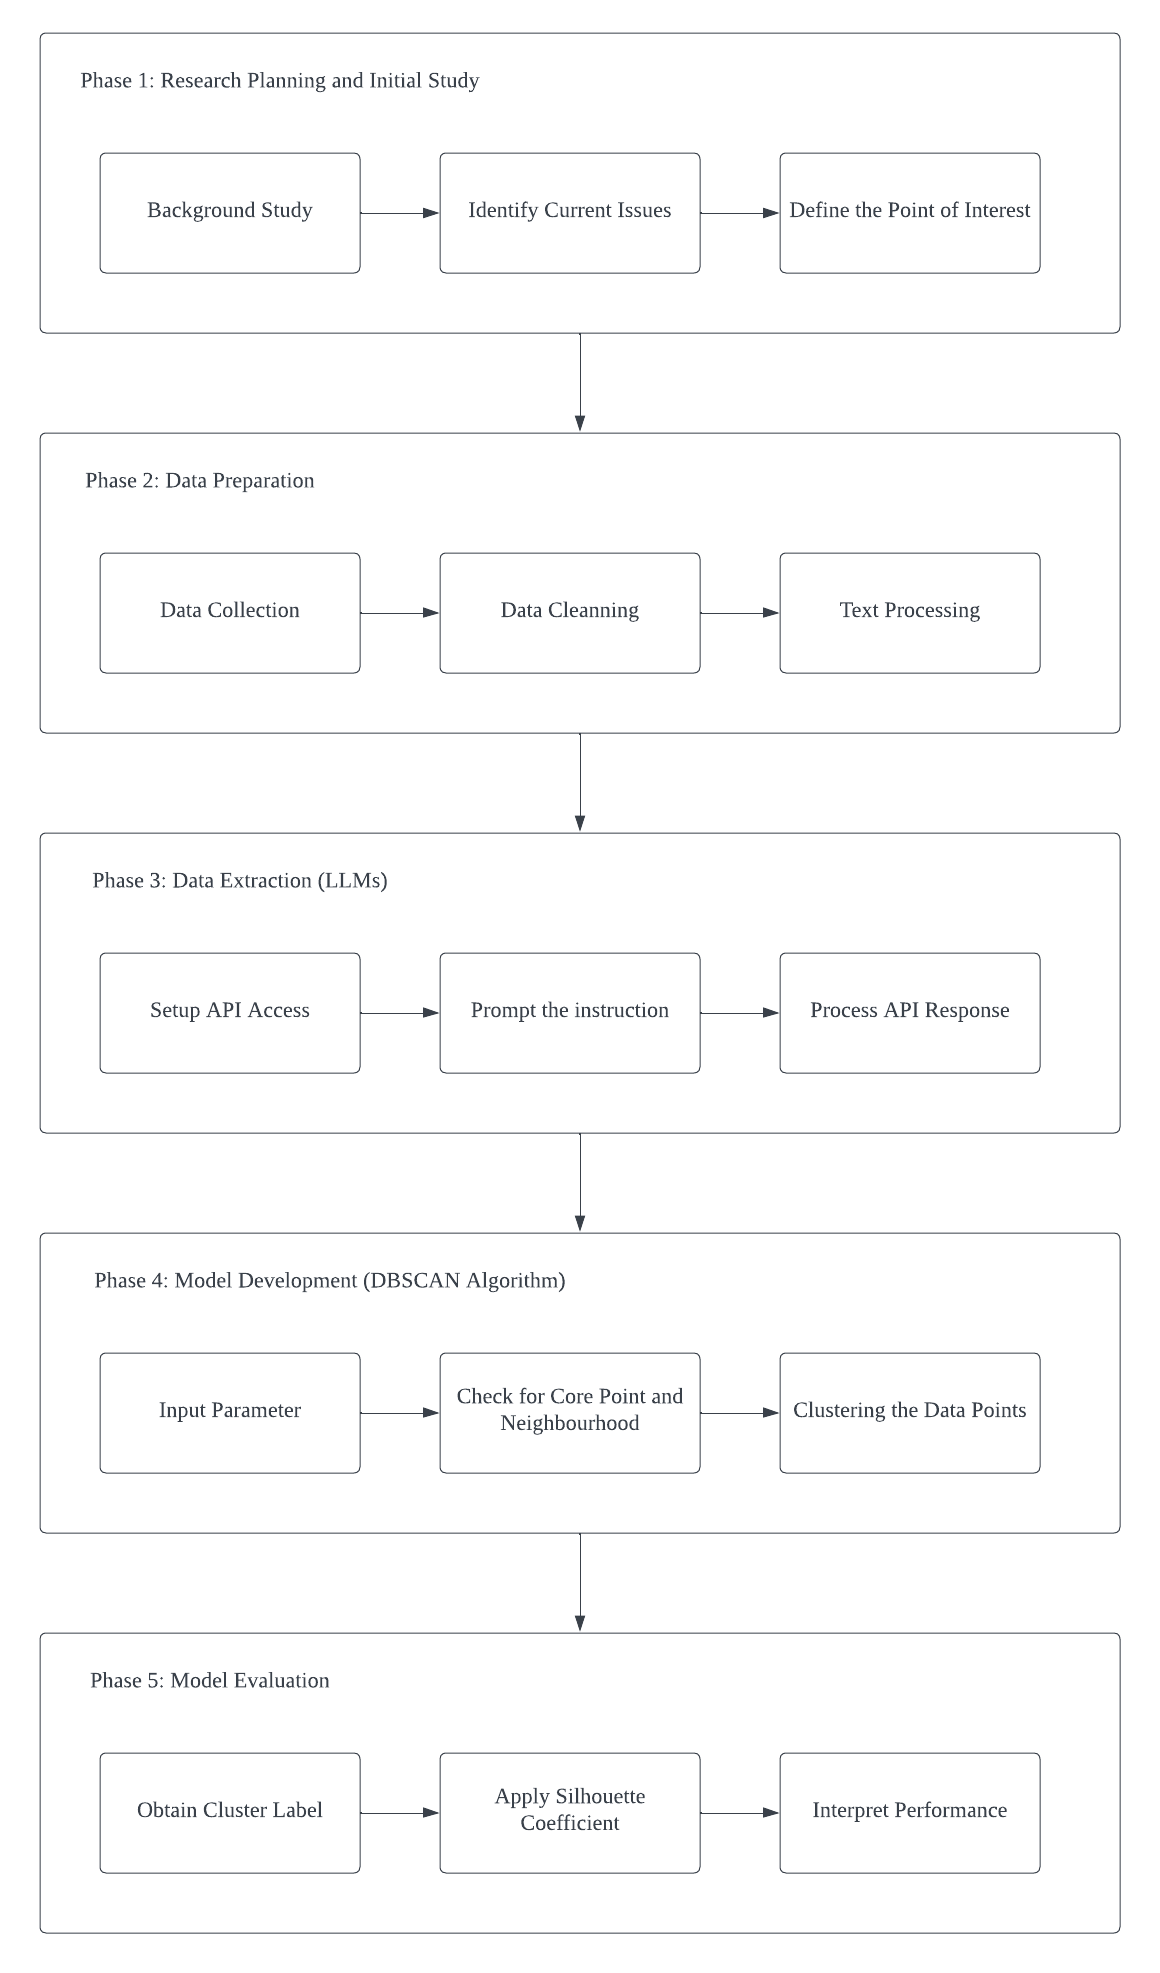 Phase 1: Research Planning and Initial Study
Background Study
Identify Current Issues
Define the Point of Interest
Phase 2: Data Preparation
Data Collection
Data Cleanning
Text Processing
Phase 3: Data Extraction (LLMs)
Setup API Access
Prompt the instruction
Process API Response
Phase 4: Model Development (DBSCAN Algorithm)
Input Parameter
Check for Core Point and
Neighbourhood
Clustering the Data Points
Phase 5: Model Evaluation
Obtain Cluster Label
Apply Silhouette
Coefficient
Interpret Performance